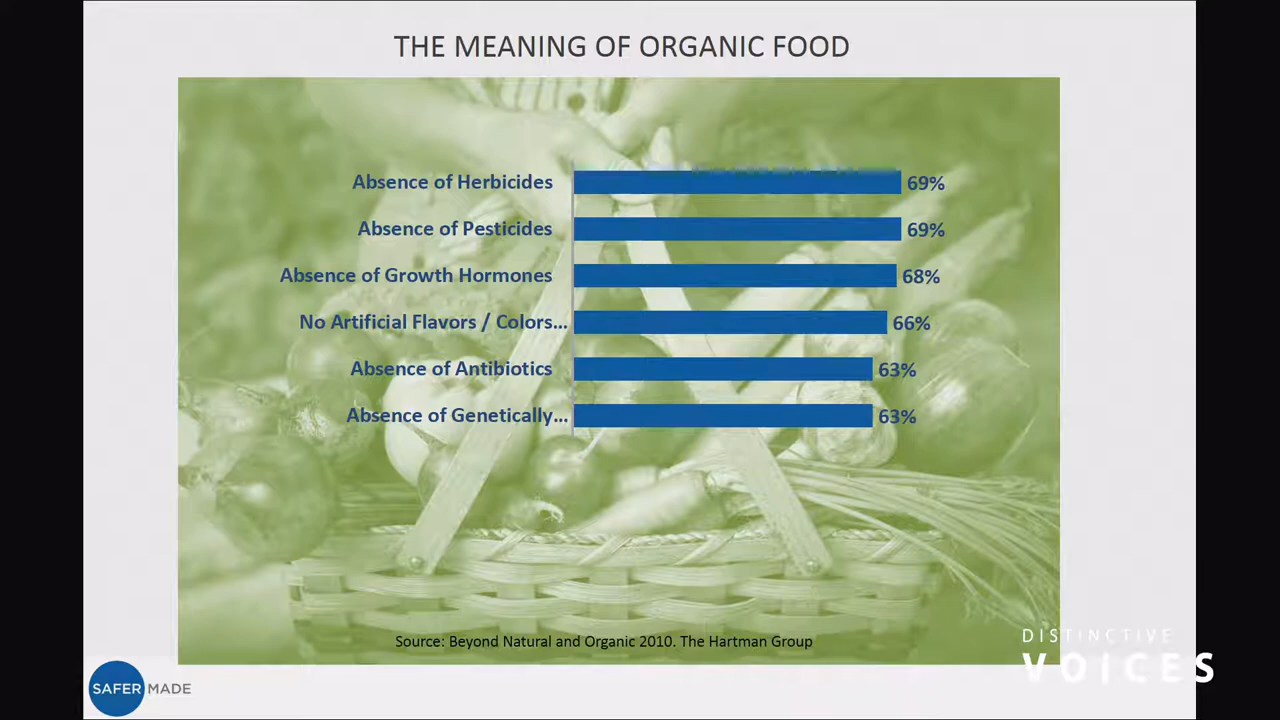 THE MEANING OF ORGANIC FOOD
Absence of Herbicides 69%
Absence of Pesticides 69%
Absence of Growth Hormones 68%
No Artificial Flavors / Colors... 66%
Absence of Antibiotics 63%
Absence of Genetically... 63%
Source: Beyond Natural and Organic 2010. The Hartman Group
DISTINCTIVE
VOICES
SAFER MADE